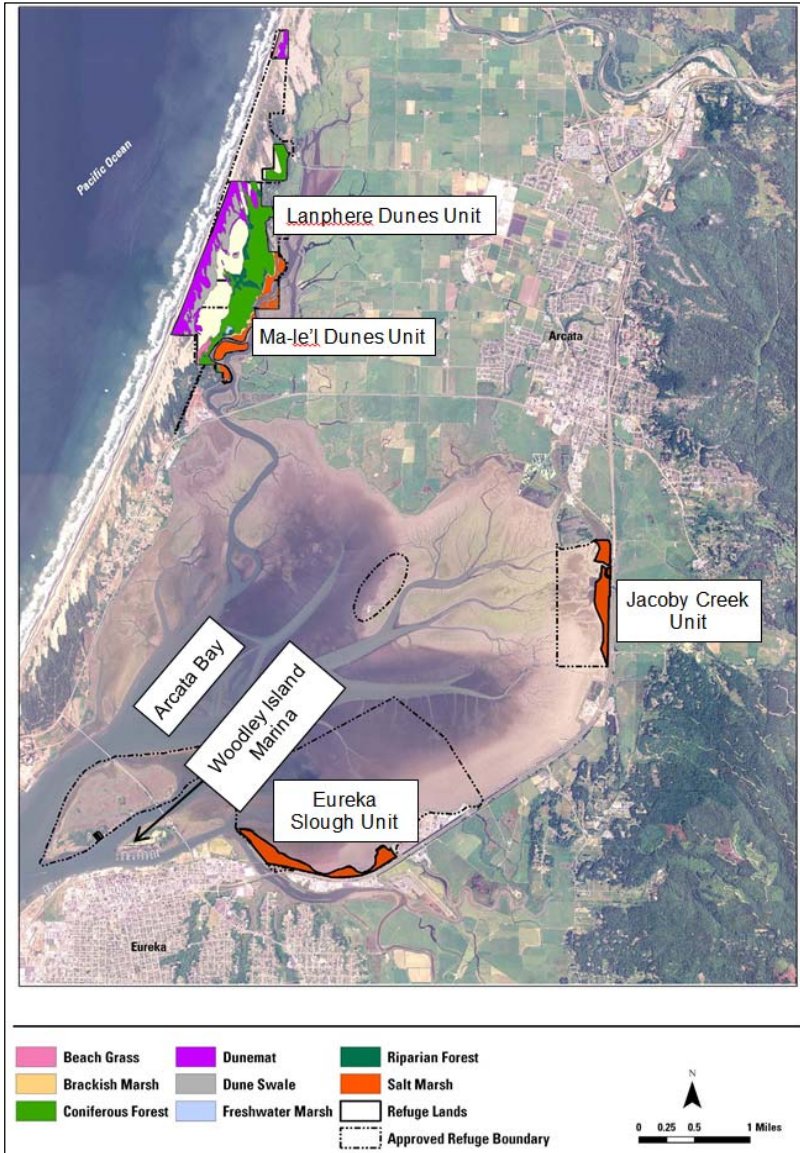 Pacific Ocean
Lanphere Dunes Unit
Ma-le'l Dunes Unit
Arcata
Jacoby Creek
Unit
Arcata Bay
Woodley Island
Marina
Eureka
Slough Unit
Eureka
Beach Grass
Brackish Marsh
Coniferous Forest
Dunemat
Dune Swale
Freshwater Marsh
Riparian Forest
Salt Marsh
Refuge Lands
Approved Refuge Boundary
N
0 0.25 0.5 1 Miles